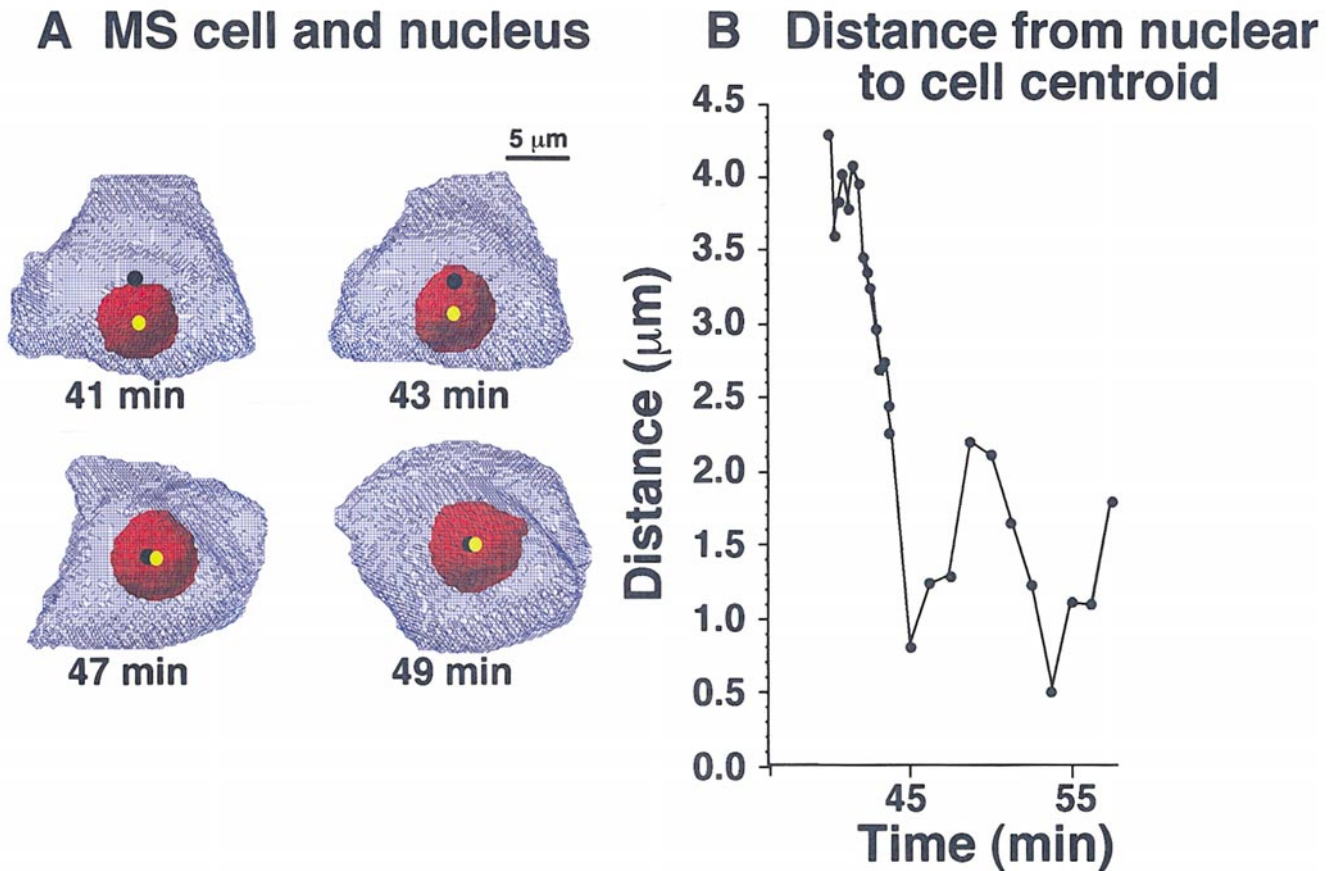 A MS cell and nucleus
5 μm
41 min
43 min
47 min
49 min
B Distance from nuclear
to cell centroid
Distance (μm)
4.5
4.0
3.5
3.0
2.5
2.0
1.5
1.0
0.5
0.0
45
55
Time (min)